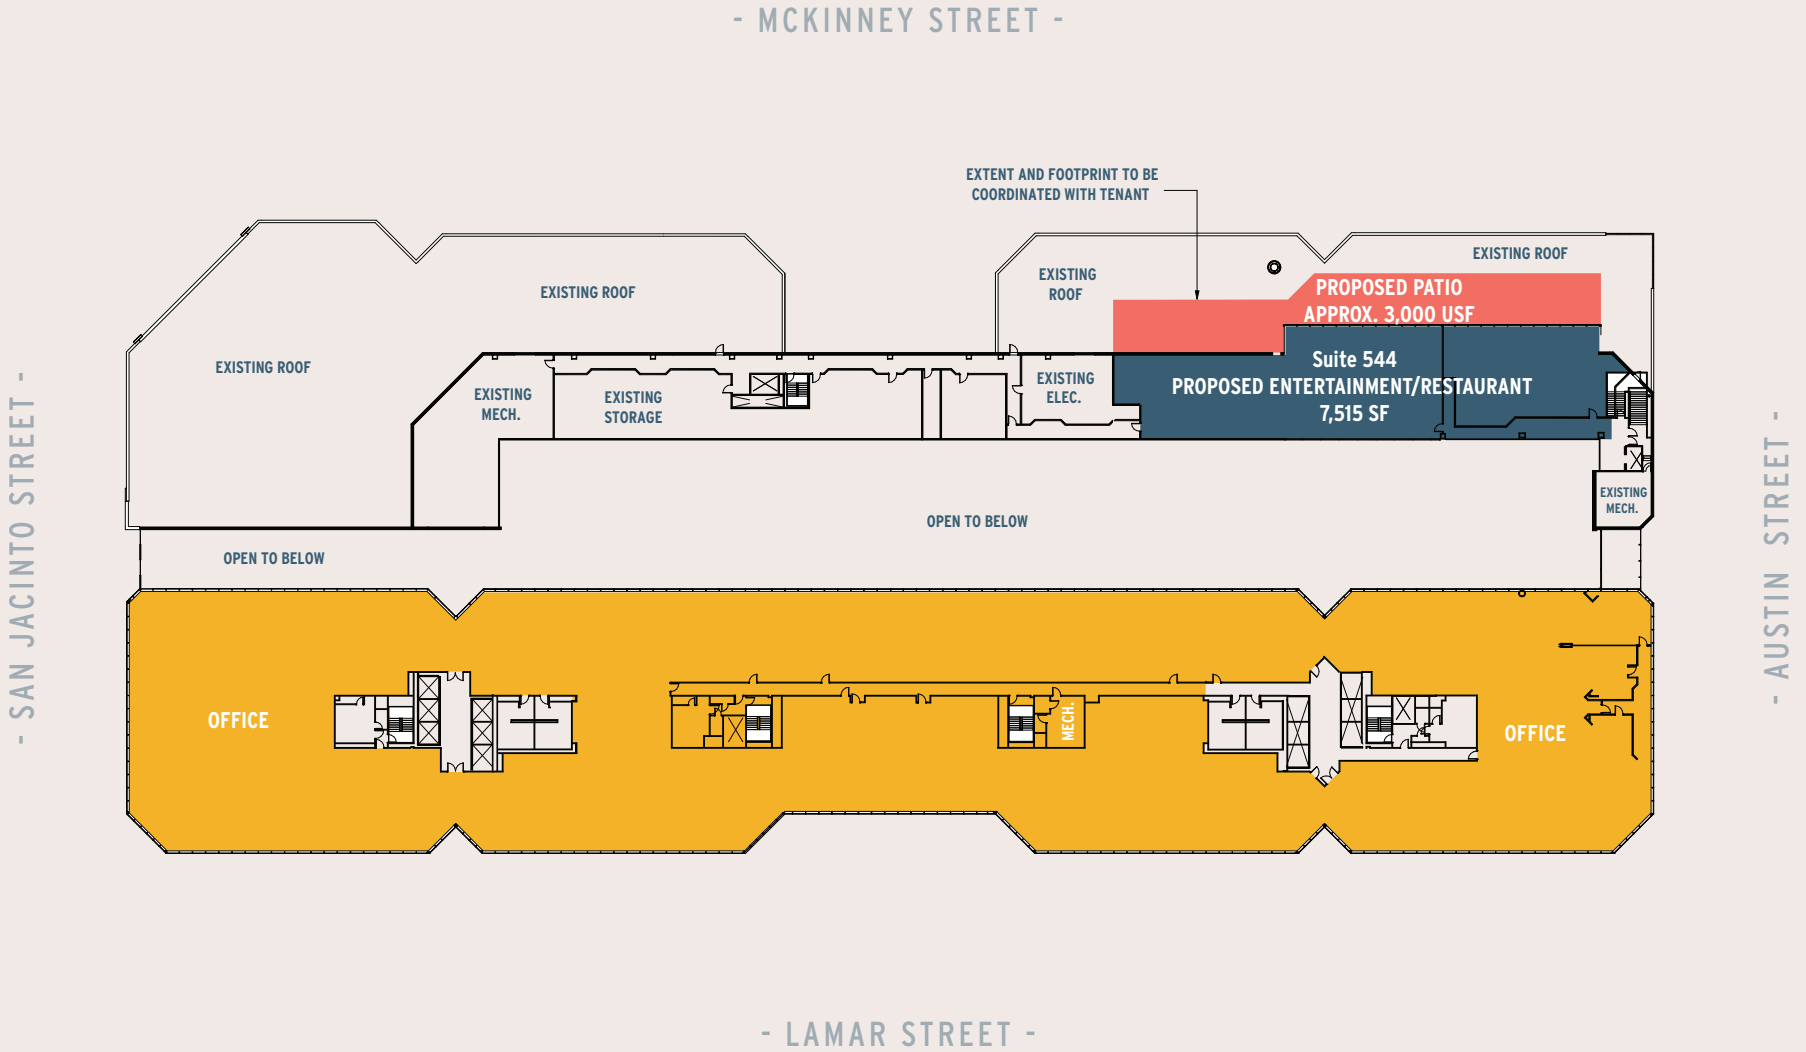 - MCKINNEY STREET -
EXTENT AND FOOTPRINT TO BE
COORDINATED WITH TENANT
EXISTING ROOF
EXISTING
ROOF
EXISTING ROOF
PROPOSED PATIO
APPROX. 3,000 USF
EXISTING ROOF
EXISTING
MECH.
EXISTING
STORAGE
EXISTING
ELEC.
Suite 544
PROPOSED ENTERTAINMENT/RESTAURANT
7,515 SF
EXISTING
MECH.
OPEN TO BELOW
OPEN TO BELOW
- SAN JACINTO STREET -
- AUSTIN STREET -
OFFICE
MECH.
OFFICE
- LAMAR STREET -